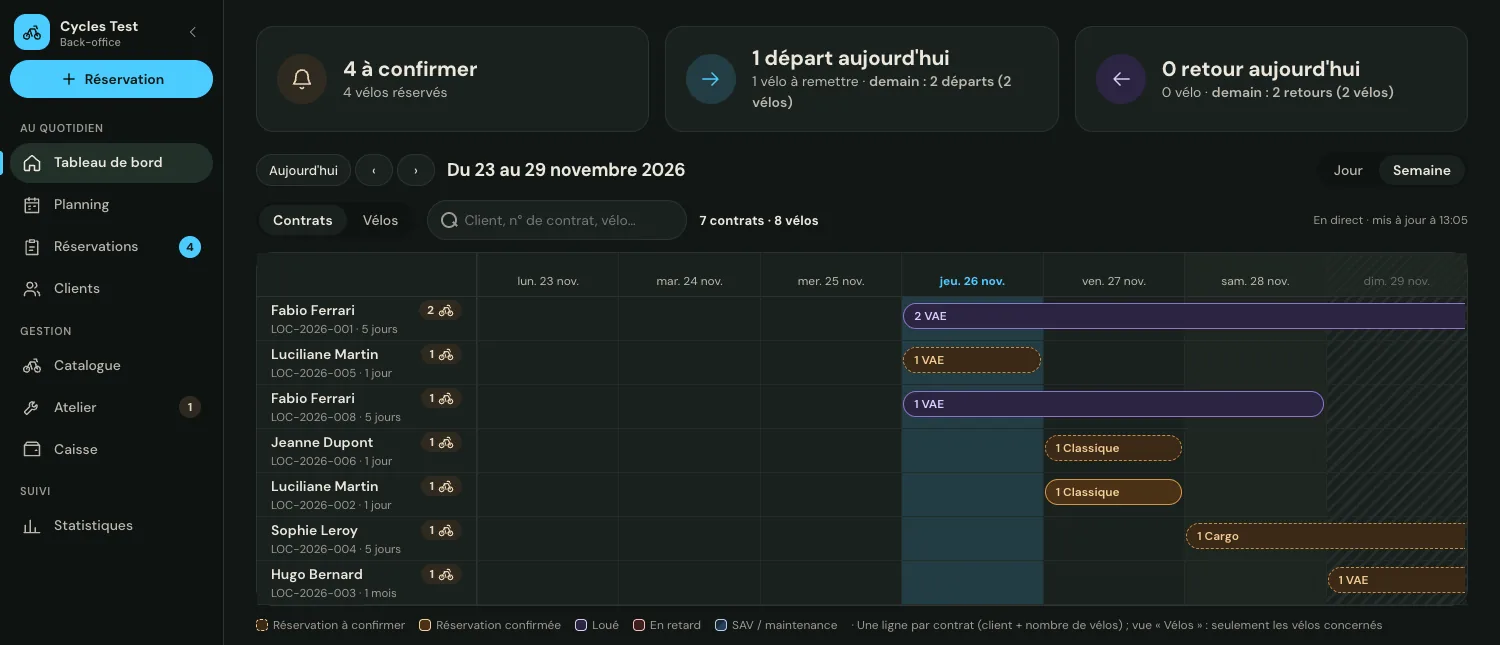 Cycles Test
Back-office
+ Réservation
AU QUOTIDIEN
Tableau de bord
Planning
Réservations 4
Clients
GESTION
Catalogue
Atelier 1
Caisse
SUIVI
Statistiques
4 à confirmer
4 vélos réservés
1 départ aujourd'hui
1 vélo à remettre · demain : 2 départs (2
vélos)
0 retour aujourd'hui
0 vélo · demain : 2 retours (2 vélos)
Aujourd'hui ‹ › Du 23 au 29 novembre 2026 Jour Semaine
Contrats Vélos Client, n° de contrat, vélo… 7 contrats · 8 vélos En direct · mis à jour à 13:05
lun. 23 nov. mar. 24 nov. mer. 25 nov. jeu. 26 nov. ven. 27 nov. sam. 28 nov. dim. 29 nov.
Fabio Ferrari 2 2 VAE
LOC-2026-001 · 5 jours
Luciliane Martin 1 1 VAE
LOC-2026-005 · 1 jour
Fabio Ferrari 1 1 VAE
LOC-2026-008 · 5 jours
Jeanne Dupont 1 1 Classique
LOC-2026-006 · 1 jour
Luciliane Martin 1 1 Classique
LOC-2026-002 · 1 jour
Sophie Leroy 1 1 Cargo
LOC-2026-004 · 5 jours
Hugo Bernard 1 1 VAE
LOC-2026-003 · 1 mois
Réservation à confirmer Réservation confirmée Loué En retard SAV / maintenance · Une ligne par contrat (client + nombre de vélos) ; vue « Vélos » : seulement les vélos concernés